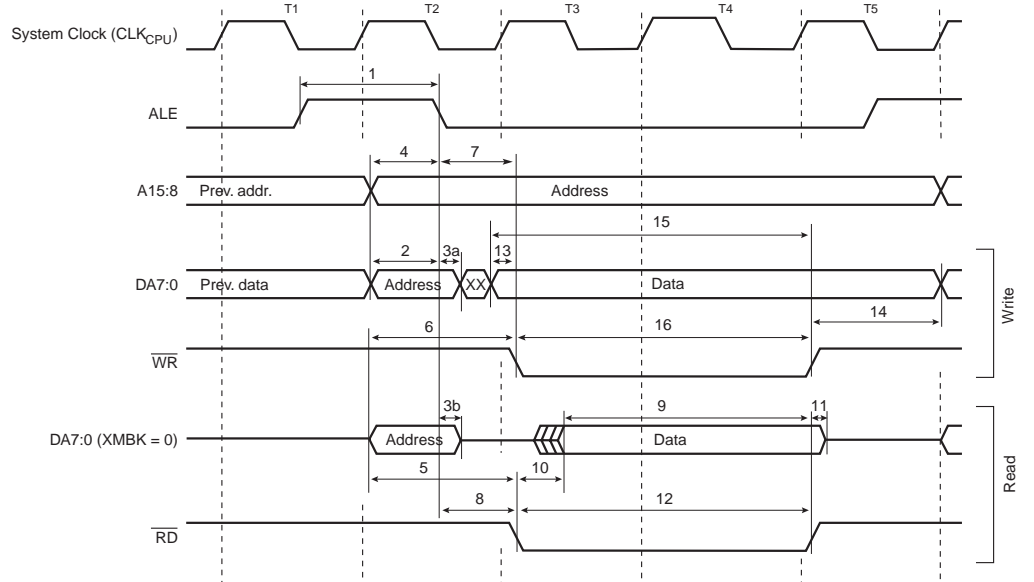 T1 T2 T3 T4 T5
System Clock (CLKCPU)
1
ALE
4 7
A15:8 Prev. addr. Address
15
2 3a 13
DA7:0 Prev. data Address XX Data
14
6 16
WR
Write
3b 9 11
DA7:0 (XMBK = 0) Address Data
5 10
8 12
RD
Read